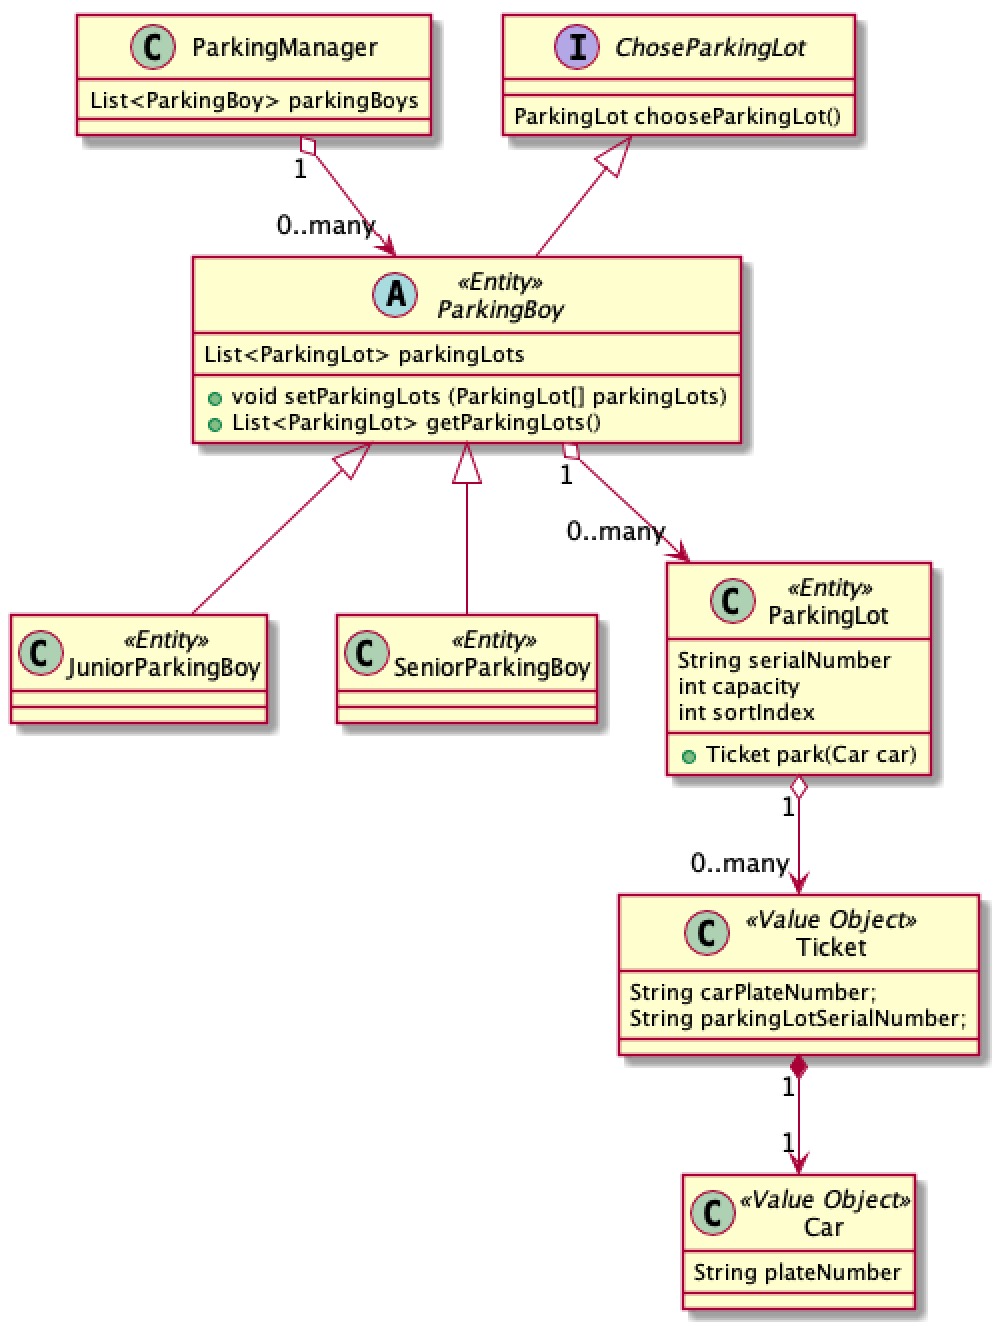 C ParkingManager
List<ParkingBoy> parkingBoys
I ChoseParkingLot
ParkingLot chooseParkingLot()
1
0..many
A «Entity»
ParkingBoy
List<ParkingLot> parkingLots
void setParkingLots (ParkingLot[] parkingLots)
List<ParkingLot> getParkingLots()
1
0..many
C «Entity»
JuniorParkingBoy
C «Entity»
SeniorParkingBoy
C «Entity»
ParkingLot
String serialNumber
int capacity
int sortIndex
Ticket park(Car car)
1
0..many
C «Value Object»
Ticket
String carPlateNumber;
String parkingLotSerialNumber;
1
1
C «Value Object»
Car
String plateNumber